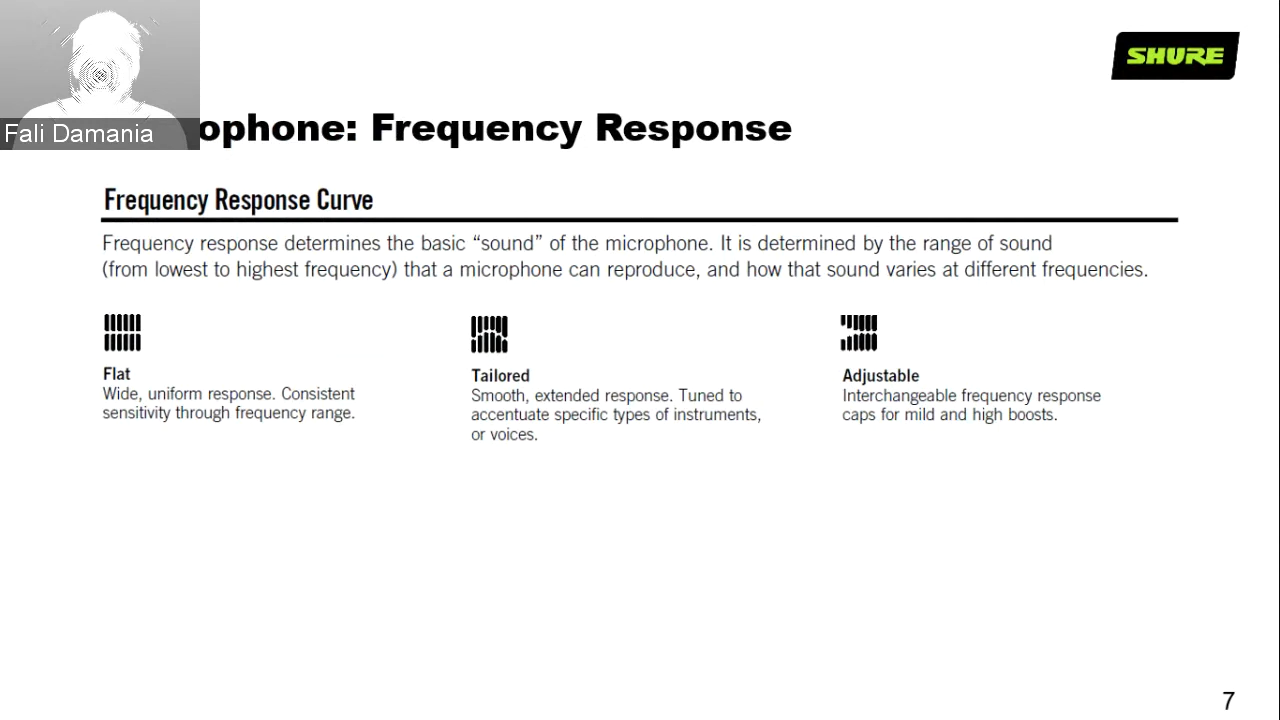 SHURE
Fali Damania
ophone: Frequency Response
Frequency Response Curve
Frequency response determines the basic “sound” of the microphone. It is determined by the range of sound
(from lowest to highest frequency) that a microphone can reproduce, and how that sound varies at different frequencies.
Flat
Wide, uniform response. Consistent
sensitivity through frequency range.
Tailored
Smooth, extended response. Tuned to
accentuate specific types of instruments,
or voices.
Adjustable
Interchangeable frequency response
caps for mild and high boosts.
7